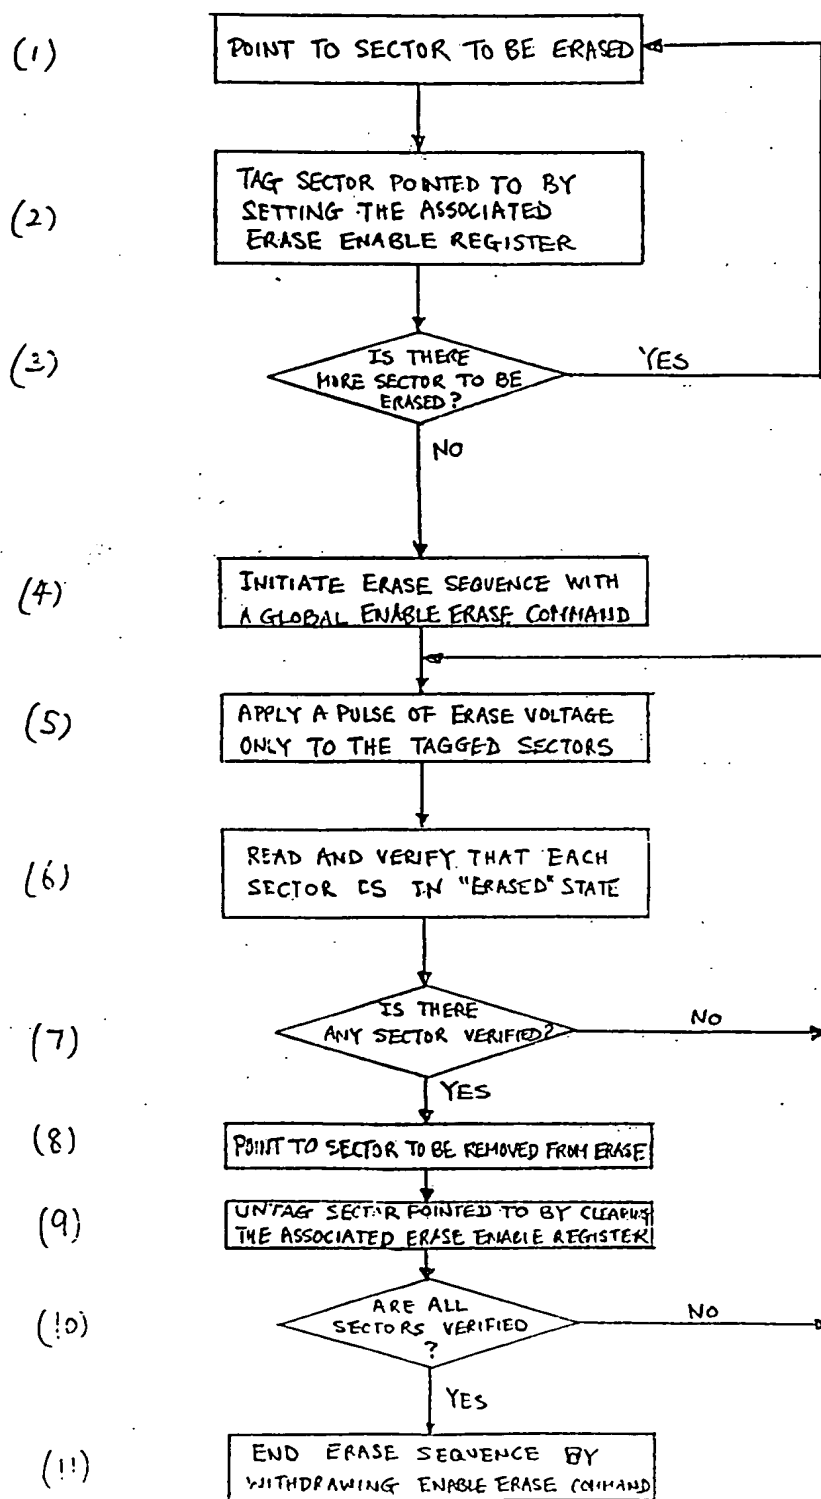 (1)
POINT TO SECTOR TO BE ERASED
(2)
TAG SECTOR POINTED TO BY
SETTING THE ASSOCIATED
ERASE ENABLE REGISTER
(3)
IS THERE
MORE SECTOR TO BE
ERASED?
YES
NO
(4)
INITIATE ERASE SEQUENCE WITH
A GLOBAL ENABLE ERASE COMMAND
(5)
APPLY A PULSE OF ERASE VOLTAGE
ONLY TO THE TAGGED SECTORS
(6)
READ AND VERIFY THAT EACH
SECTOR IS IN "ERASED" STATE
(7)
IS THERE
ANY SECTOR VERIFIED?
NO
YES
(8)
POINT TO SECTOR TO BE REMOVED FROM ERASE
(9)
UNTAG SECTOR POINTED TO BY CLEARING
THE ASSOCIATED ERASE ENABLE REGISTER
(10)
ARE ALL
SECTORS VERIFIED
?
NO
YES
(11)
END ERASE SEQUENCE BY
WITHDRAWING ENABLE ERASE COMMAND